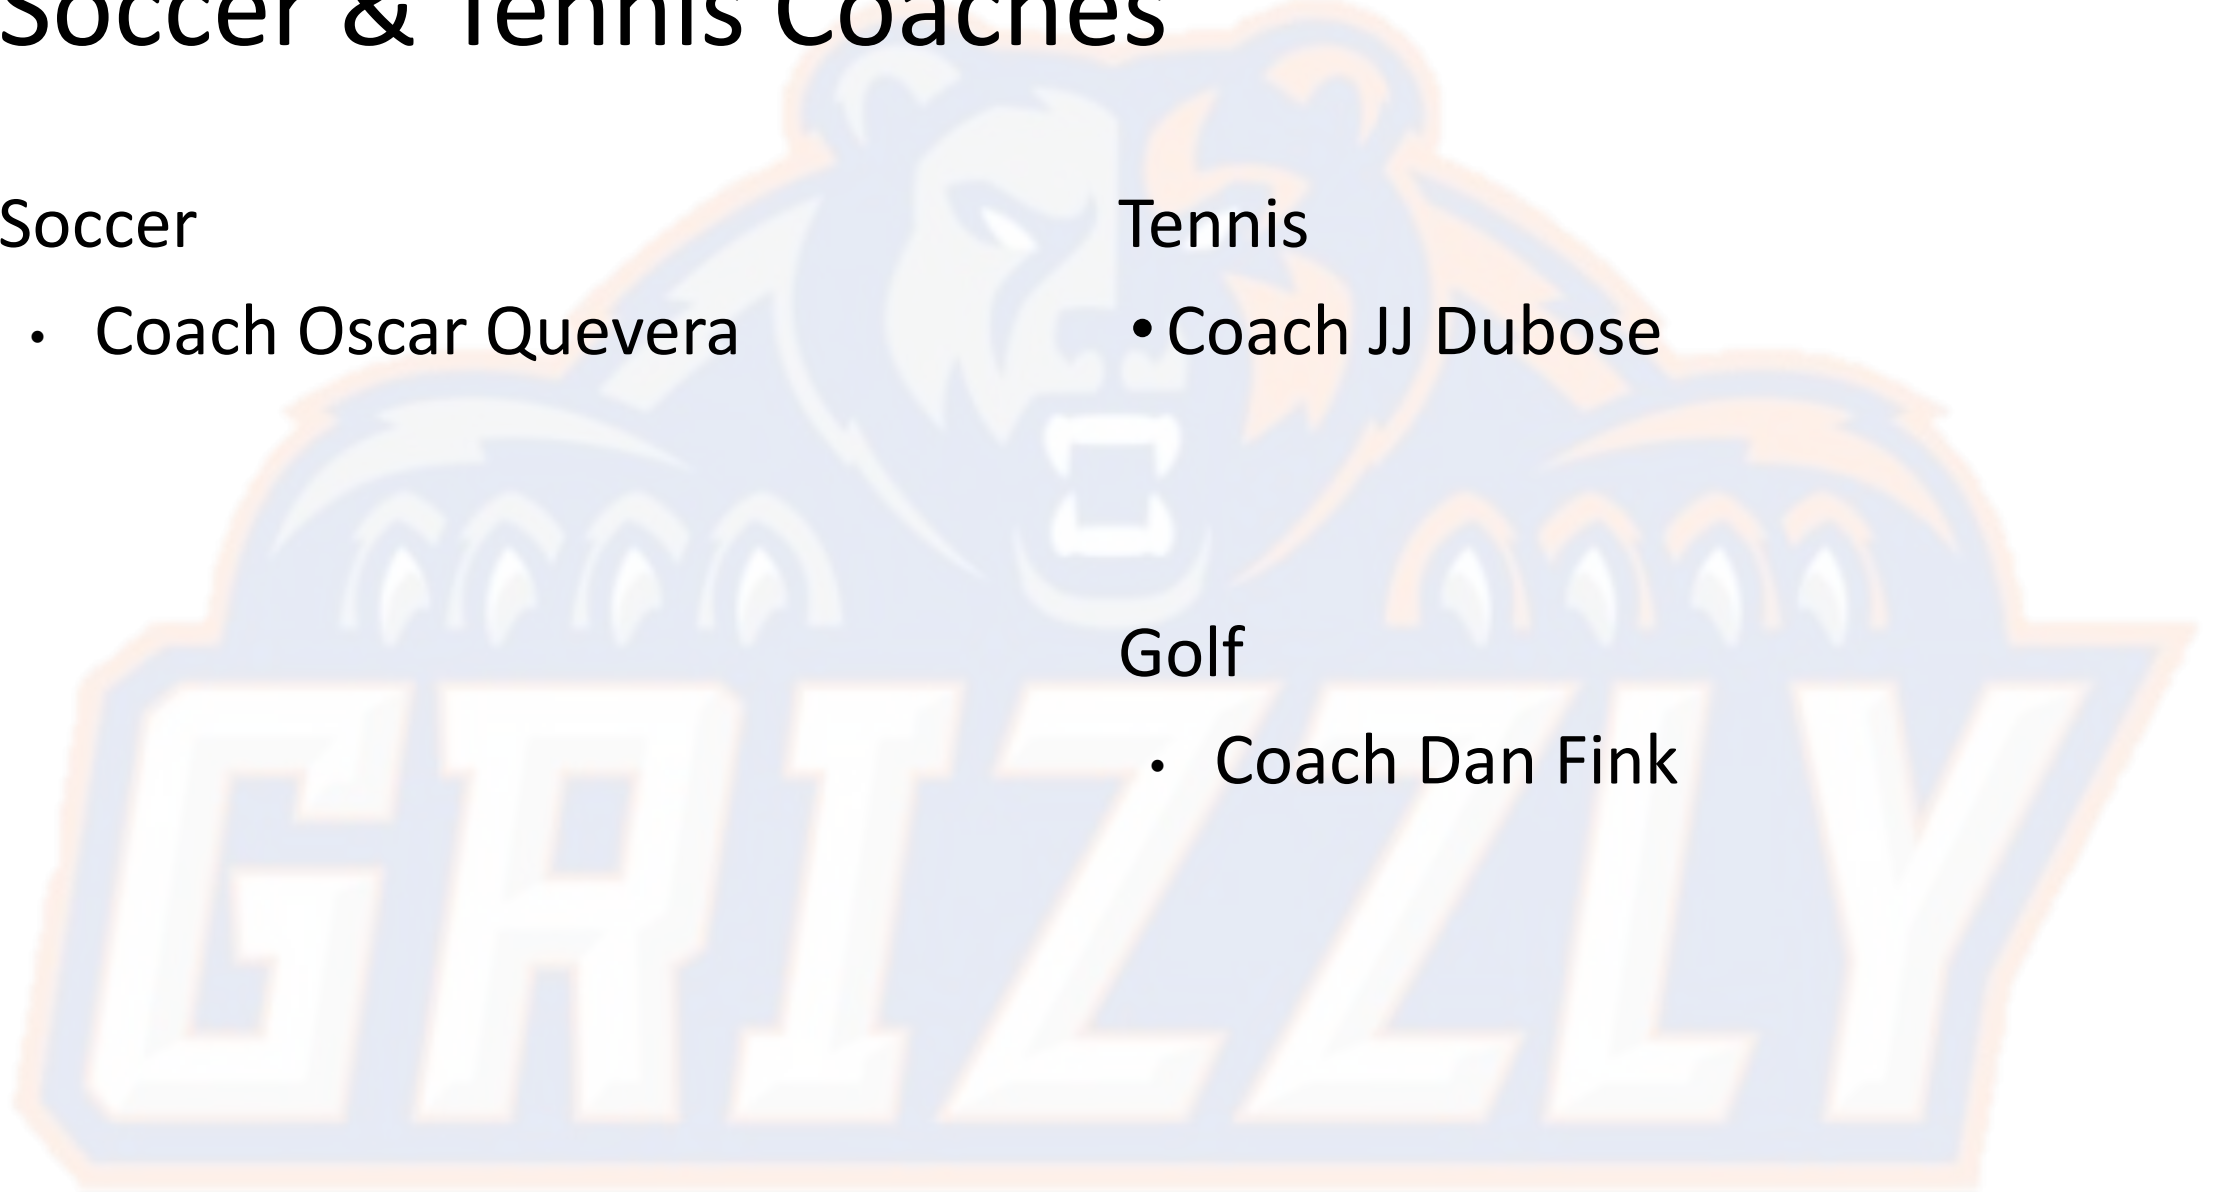 Soccer & Tennis Coaches
Soccer
• Coach Oscar Quevera
Tennis
• Coach JJ Dubose
Golf
• Coach Dan Fink
GRIZZLY